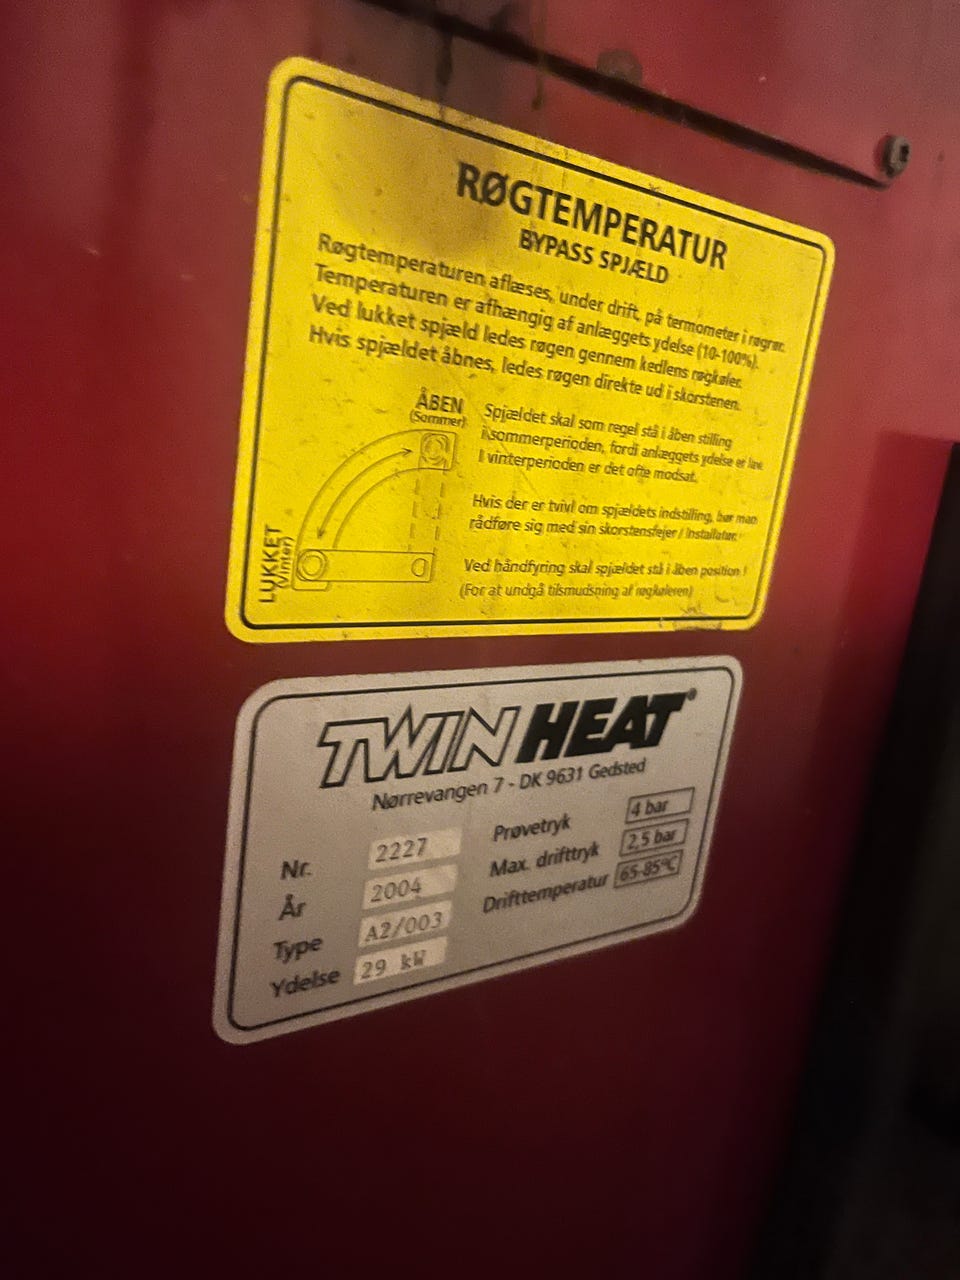 RØGTEMPERATUR
BYPASS SPJÆLD
Røgtemperaturen aflæses, under drift, på termometer i røgrør.
Temperaturen er afhængig af anlæggets ydelse (10-100%).
Ved lukket spjæld ledes røgen gennem kedlens røgkøler.
Hvis spjældet åbnes, ledes røgen direkte ud i skorstenen.
ÅBEN
(Sommer)
LUKKET
(Vinter)
Spjældet skal som regel stå i åben stilling
i sommerperioden, fordi anlæggets ydelse er lav.
I vinterperioden er det ofte modsat.
Hvis der er tvivl om spjældets indstilling, bør man
rådføre sig med sin skorstensfejer / installatør.
Ved håndfyring skal spjældet stå i åben position !
(For at undgå tilsmudsning af røgkøleren)
TWINHEAT®
Nørrevangen 7 - DK 9631 Gedsted
Nr. 2227
År 2004
Type A2/003
Ydelse 29 kW
Prøvetryk 4 bar
Max. drifttryk 2,5 bar
Drifttemperatur 65-85°C